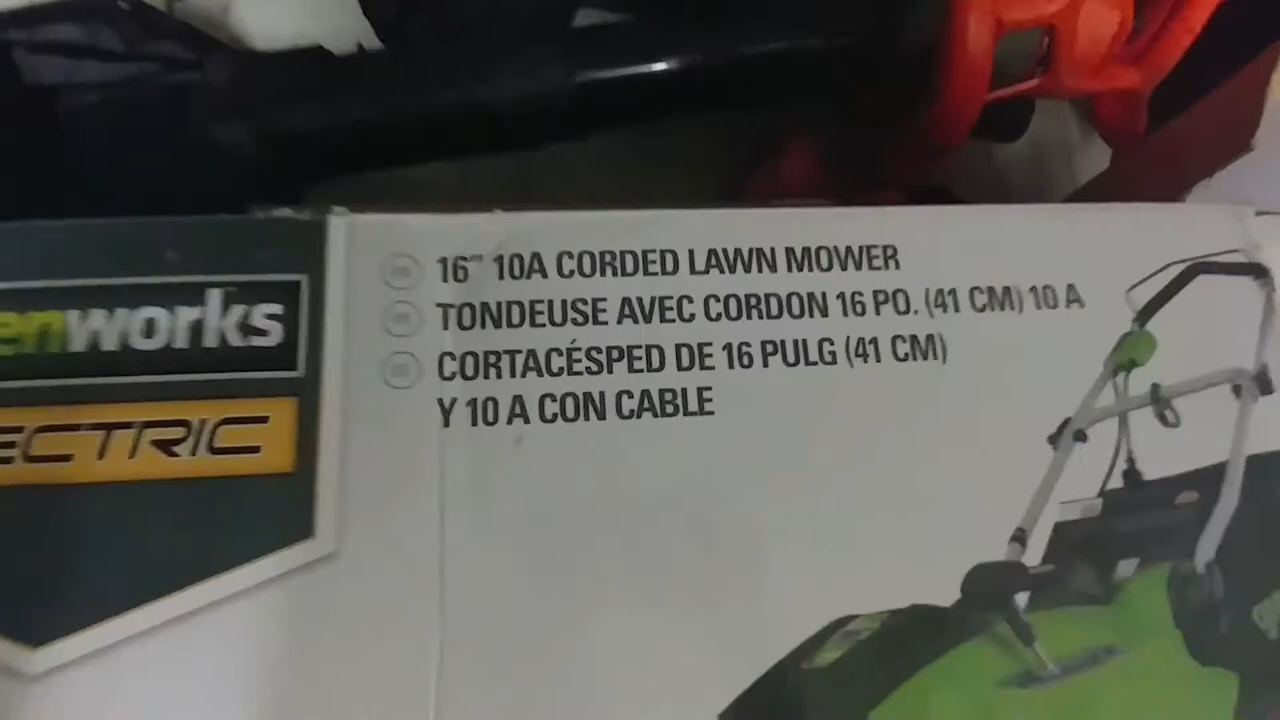 16" 10A CORDED LAWN MOWER
TONDEUSE AVEC CORDON 16 PO. (41 CM) 10 A
CORTACÉSPED DE 16 PULG (41 CM)
Y 10 A CON CABLE
enworks
ECTRIC